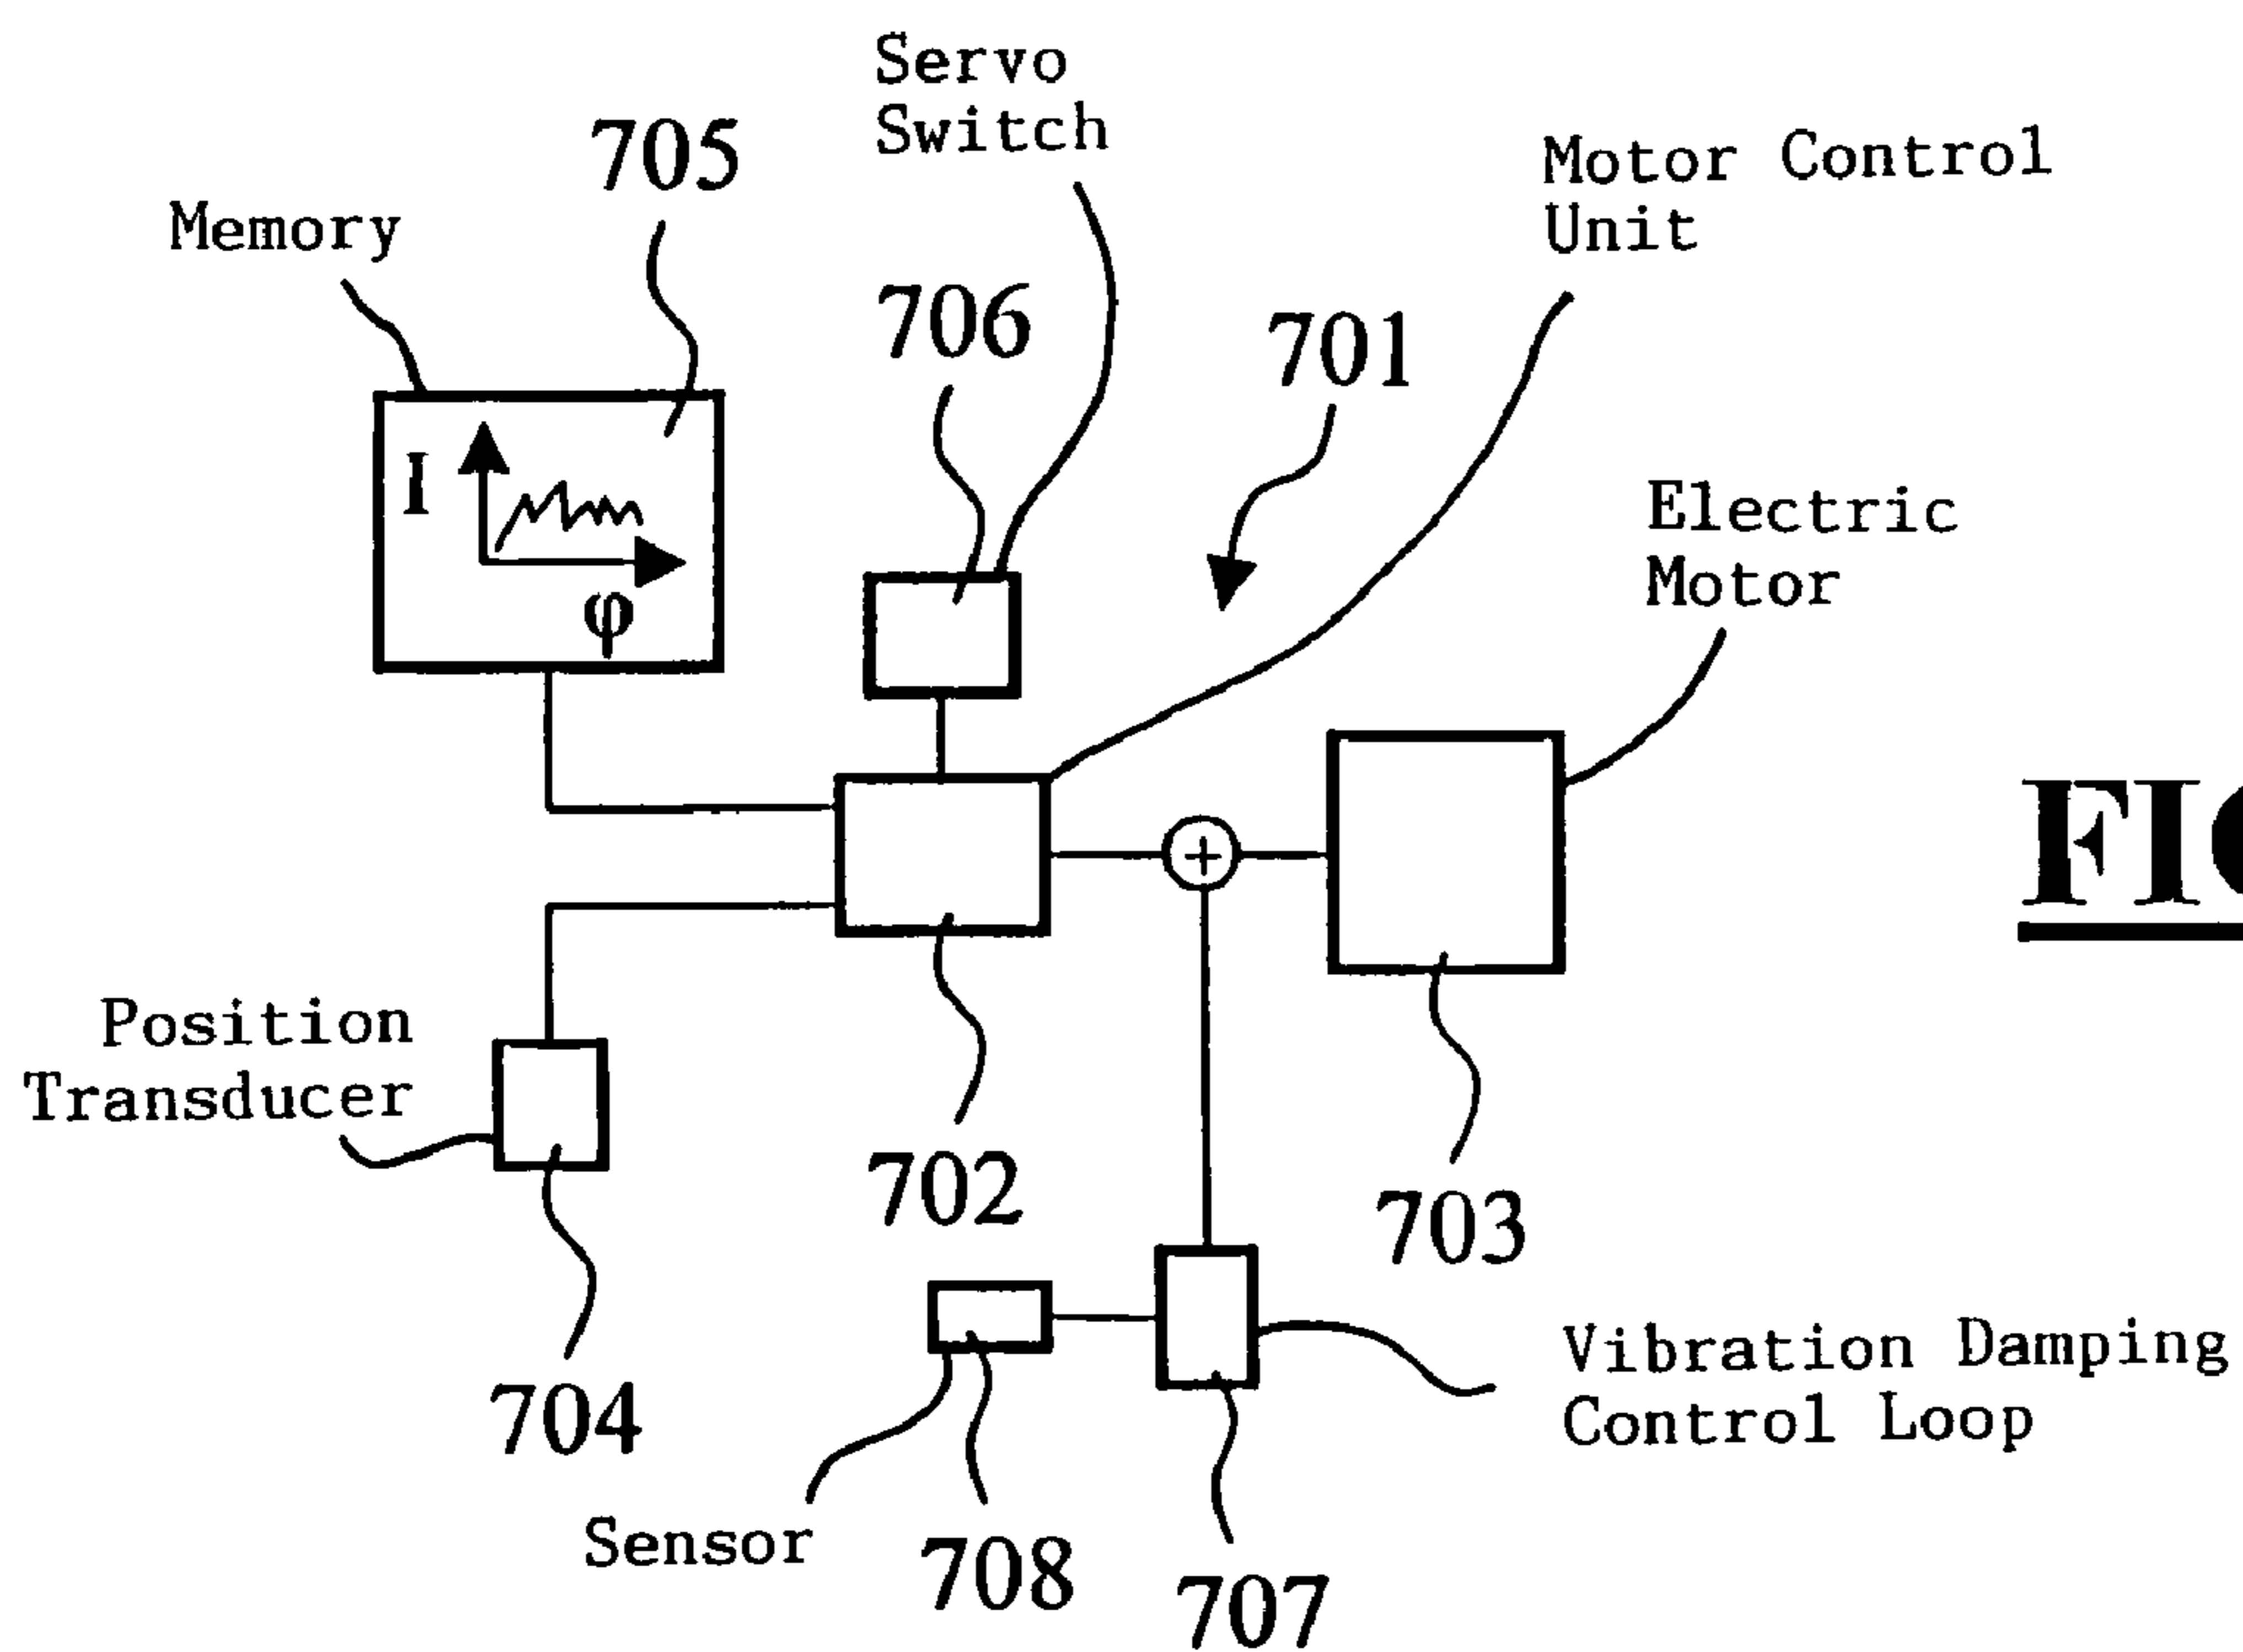 Servo
Switch
705
Motor Control
Unit
Memory
706
701
I
φ
Electric
Motor
+
FIG
Position
Transducer
702
703
704
Vibration Damping
Control Loop
Sensor
708
707